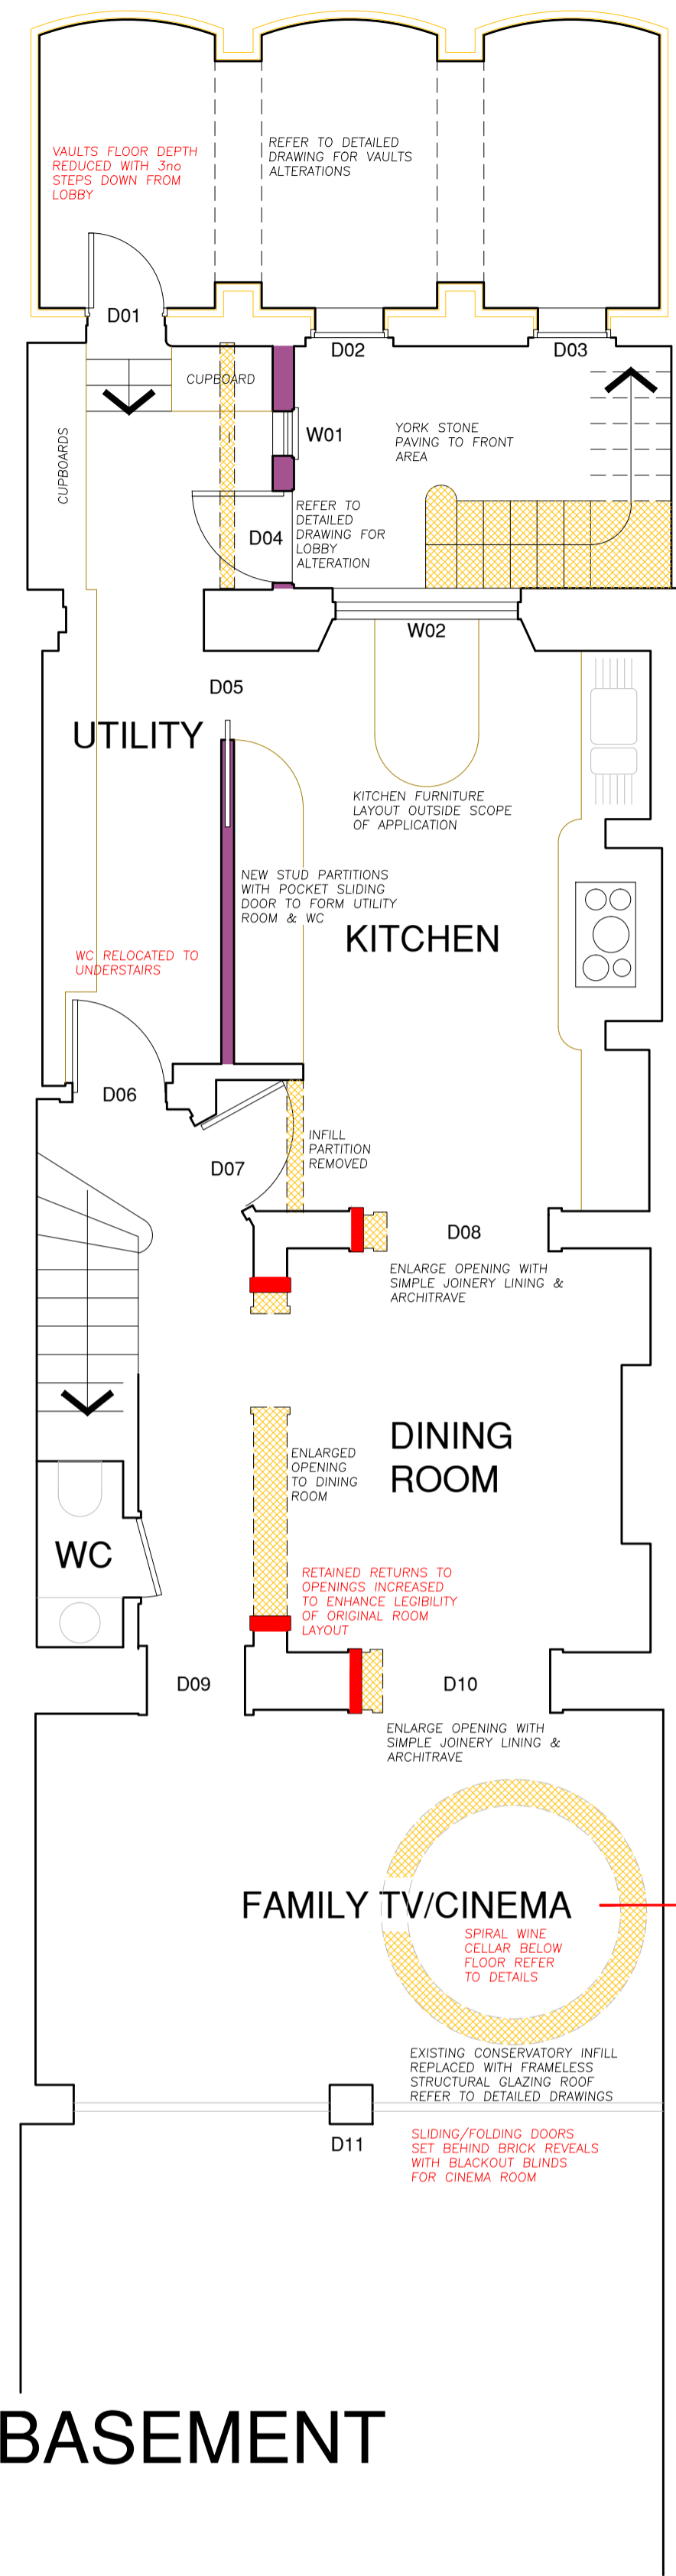 VAULTS FLOOR DEPTH
REDUCED WITH 3no
STEPS DOWN FROM
LOBBY
REFER TO DETAILED
DRAWING FOR VAULTS
ALTERATIONS
D01
D02
D03
CUPBOARD
CUPBOARDS
W01
YORK STONE
PAVING TO FRONT
AREA
REFER TO
DETAILED
DRAWING FOR
LOBBY
ALTERATION
D04
W02
D05
UTILITY
KITCHEN FURNITURE
LAYOUT OUTSIDE SCOPE
OF APPLICATION
NEW STUD PARTITIONS
WITH POCKET SLIDING
DOOR TO FORM UTILITY
ROOM & WC
KITCHEN
WC RELOCATED TO
UNDERSTAIRS
D06
INFILL
PARTITION
REMOVED
D07
D08
ENLARGE OPENING WITH
SIMPLE JOINERY LINING &
ARCHITRAVE
DINING
ROOM
ENLARGED
OPENING
TO DINING
ROOM
WC
RETAINED RETURNS TO
OPENINGS INCREASED
TO ENHANCE LEGIBILITY
OF ORIGINAL ROOM
LAYOUT
D09
D10
ENLARGE OPENING WITH
SIMPLE JOINERY LINING &
ARCHITRAVE
FAMILY TV/CINEMA
SPIRAL WINE
CELLAR BELOW
FLOOR REFER
TO DETAILS
EXISTING CONSERVATORY INFILL
REPLACED WITH FRAMELESS
STRUCTURAL GLAZING ROOF
REFER TO DETAILED DRAWINGS
D11
SLIDING/FOLDING DOORS
SET BEHIND BRICK REVEALS
WITH BLACKOUT BLINDS
FOR CINEMA ROOM
BASEMENT